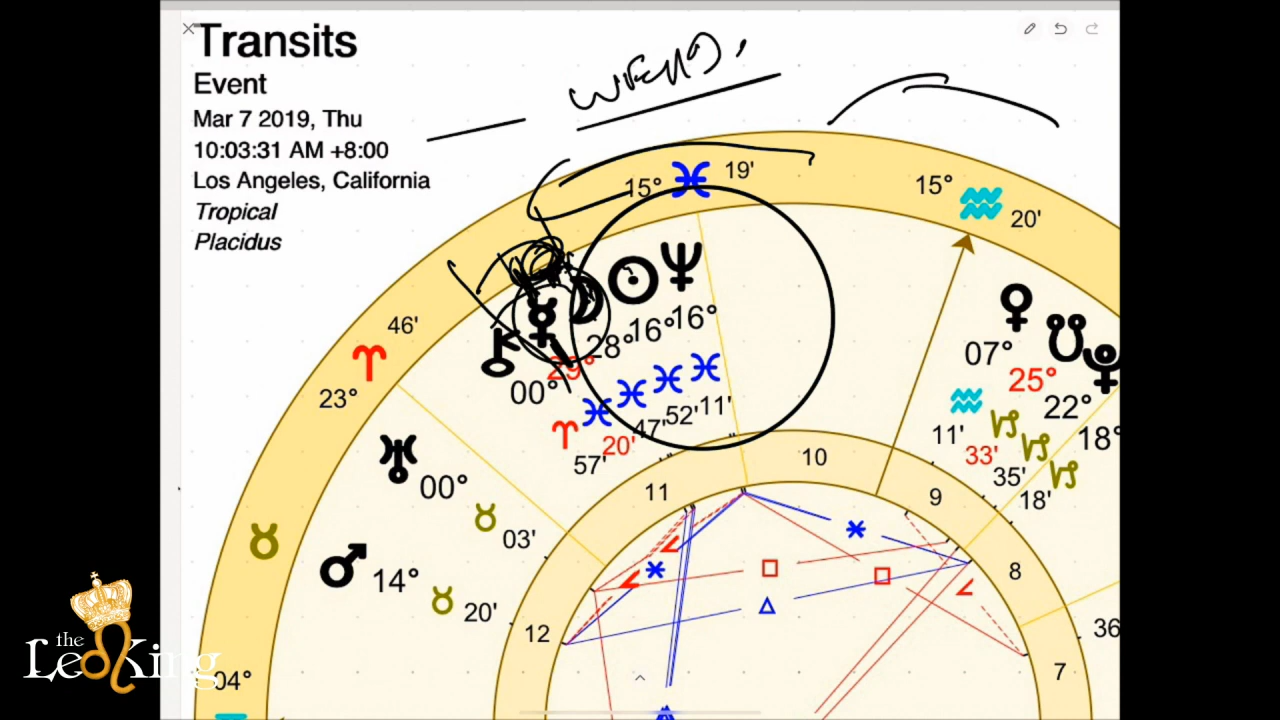 Transits
Event
Mar 7 2019, Thu
10:03:31 AM +8:00
Los Angeles, California
Tropical
Placidus
15° ♓ 19'
15° ♒ 20'
46'
♈
23°
00° 29° 28° 16° 16°
♈ ♓ ♓ ♓ ♓
57' 20' 47' 52' 11'
07° 25° 22° 18°
♒ ♑ ♑ ♑
11' 33' 35' 18'
♉
00° ♉ 03'
14° ♉ 20'
04°
12
11
10
9
8
7
36
the
LeoKing